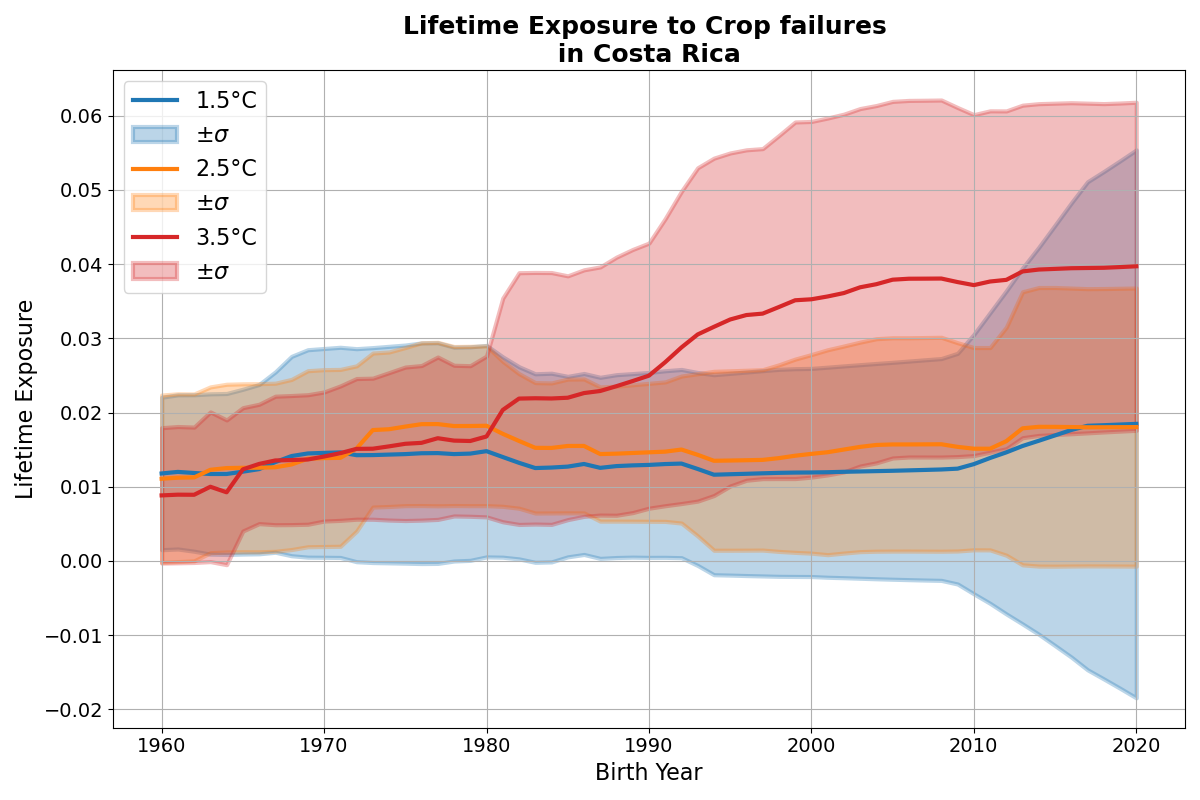 Lifetime Exposure to Crop failures
in Costa Rica
1.5°C
±σ
2.5°C
±σ
3.5°C
±σ
Lifetime Exposure
0.06
0.05
0.04
0.03
0.02
0.01
0.00
−0.01
−0.02
1960
1970
1980
1990
2000
2010
2020
Birth Year